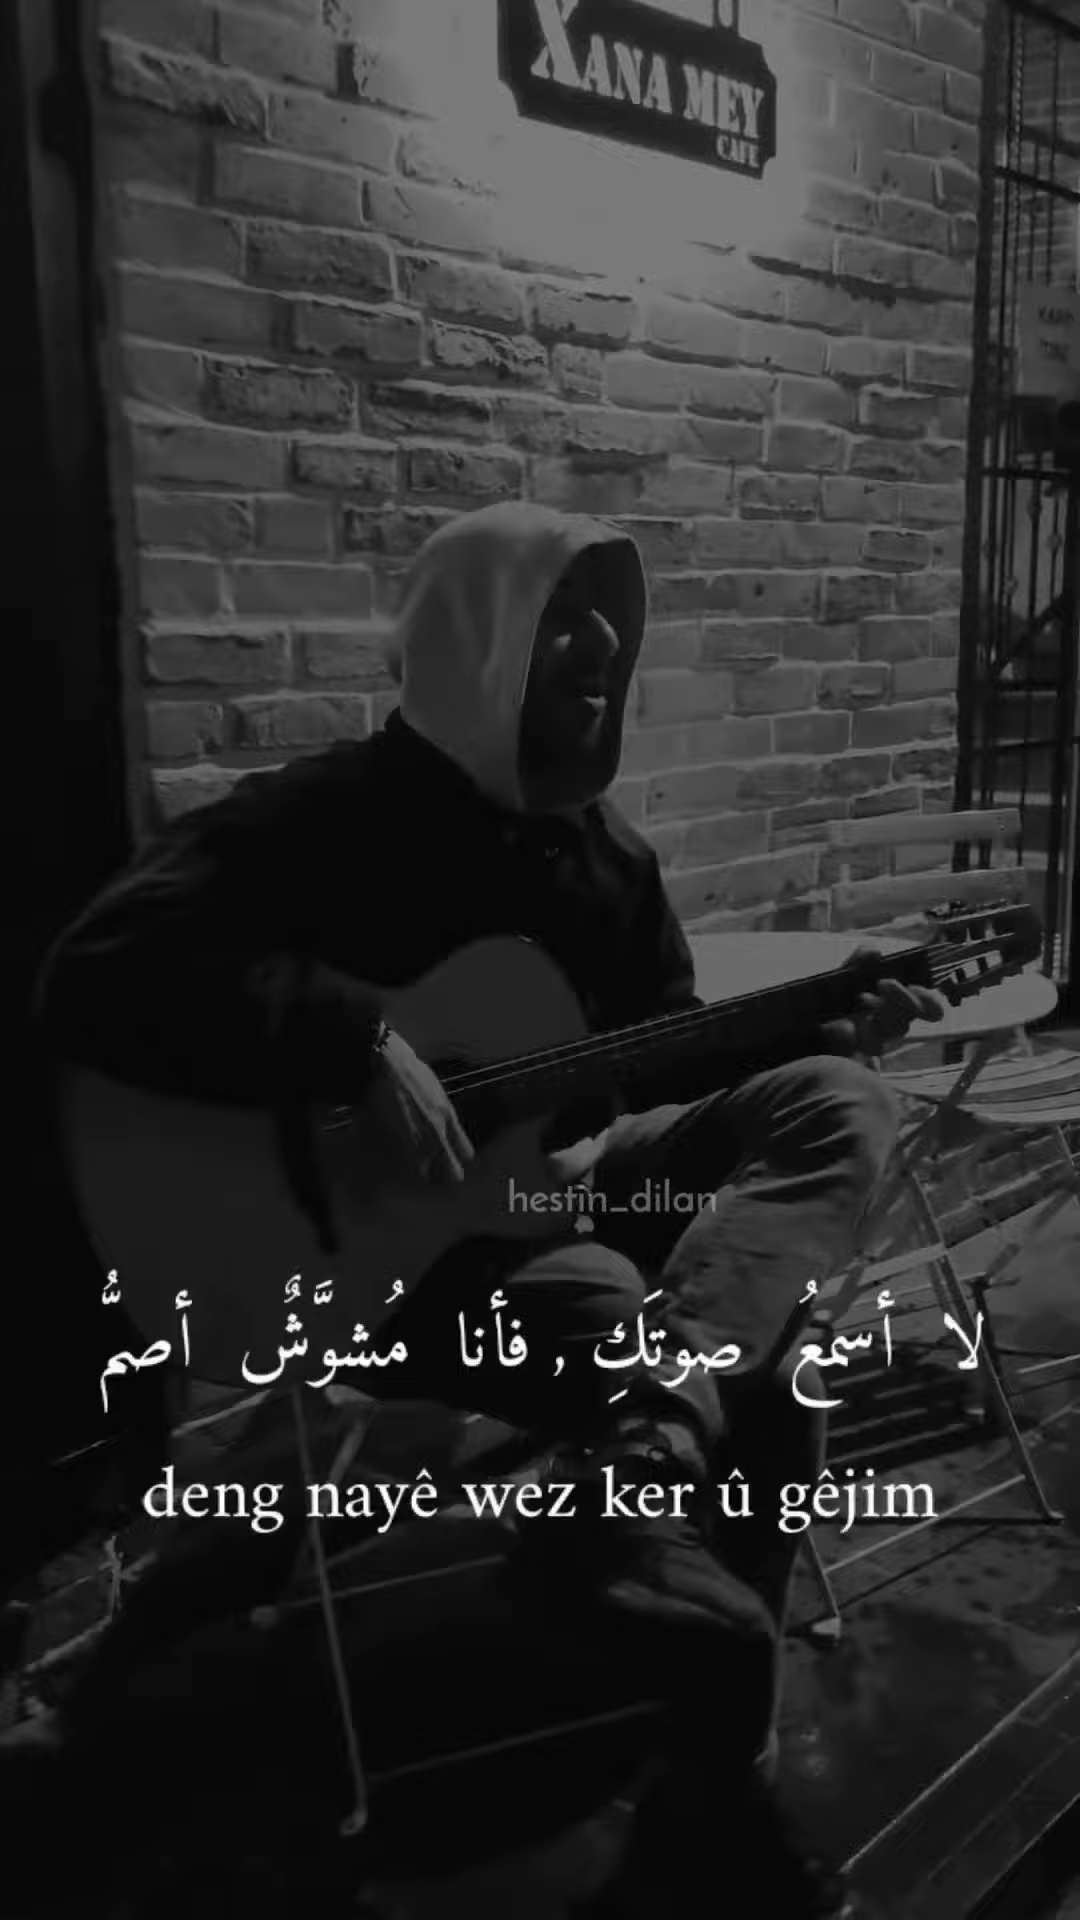 XANA MEY
CAFE
hestîn_dilan
لا أسمعُ صوتَكِ , فأنا مُشوَّشٌ أصمُّ
deng nayê wez ker û gêjim